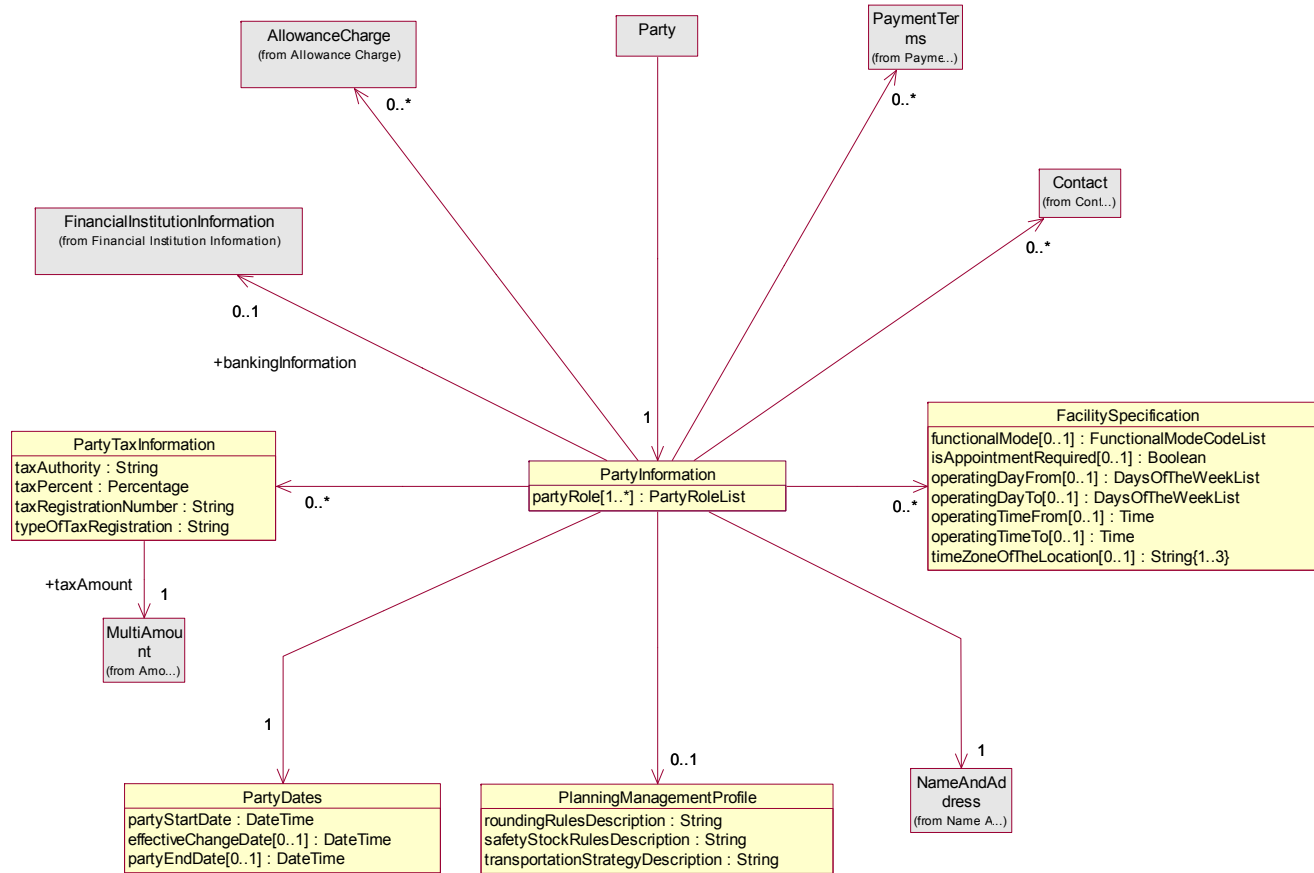 AllowanceCharge
(from Allowance Charge)
0..*
Party
1
PaymentTer
ms
(from Payme...)
0..*
Contact
(from Cont...)
0..*
FinancialInstitutionInformation
(from Financial Institution Information)
0..1
+bankingInformation
PartyTaxInformation
taxAuthority : String
taxPercent : Percentage
taxRegistrationNumber : String
typeOfTaxRegistration : String
0..*
+taxAmount
1
MultiAmou
nt
(from Amo...)
PartyInformation
partyRole[1..*] : PartyRoleList
FacilitySpecification
functionalMode[0..1] : FunctionalModeCodeList
isAppointmentRequired[0..1] : Boolean
operatingDayFrom[0..1] : DaysOfTheWeekList
operatingDayTo[0..1] : DaysOfTheWeekList
operatingTimeFrom[0..1] : Time
operatingTimeTo[0..1] : Time
timeZoneOfTheLocation[0..1] : String{1..3}
0..*
1
PartyDates
partyStartDate : DateTime
effectiveChangeDate[0..1] : DateTime
partyEndDate[0..1] : DateTime
0..1
PlanningManagementProfile
roundingRulesDescription : String
safetyStockRulesDescription : String
transportationStrategyDescription : String
1
NameAndAd
dress
(from Name A...)